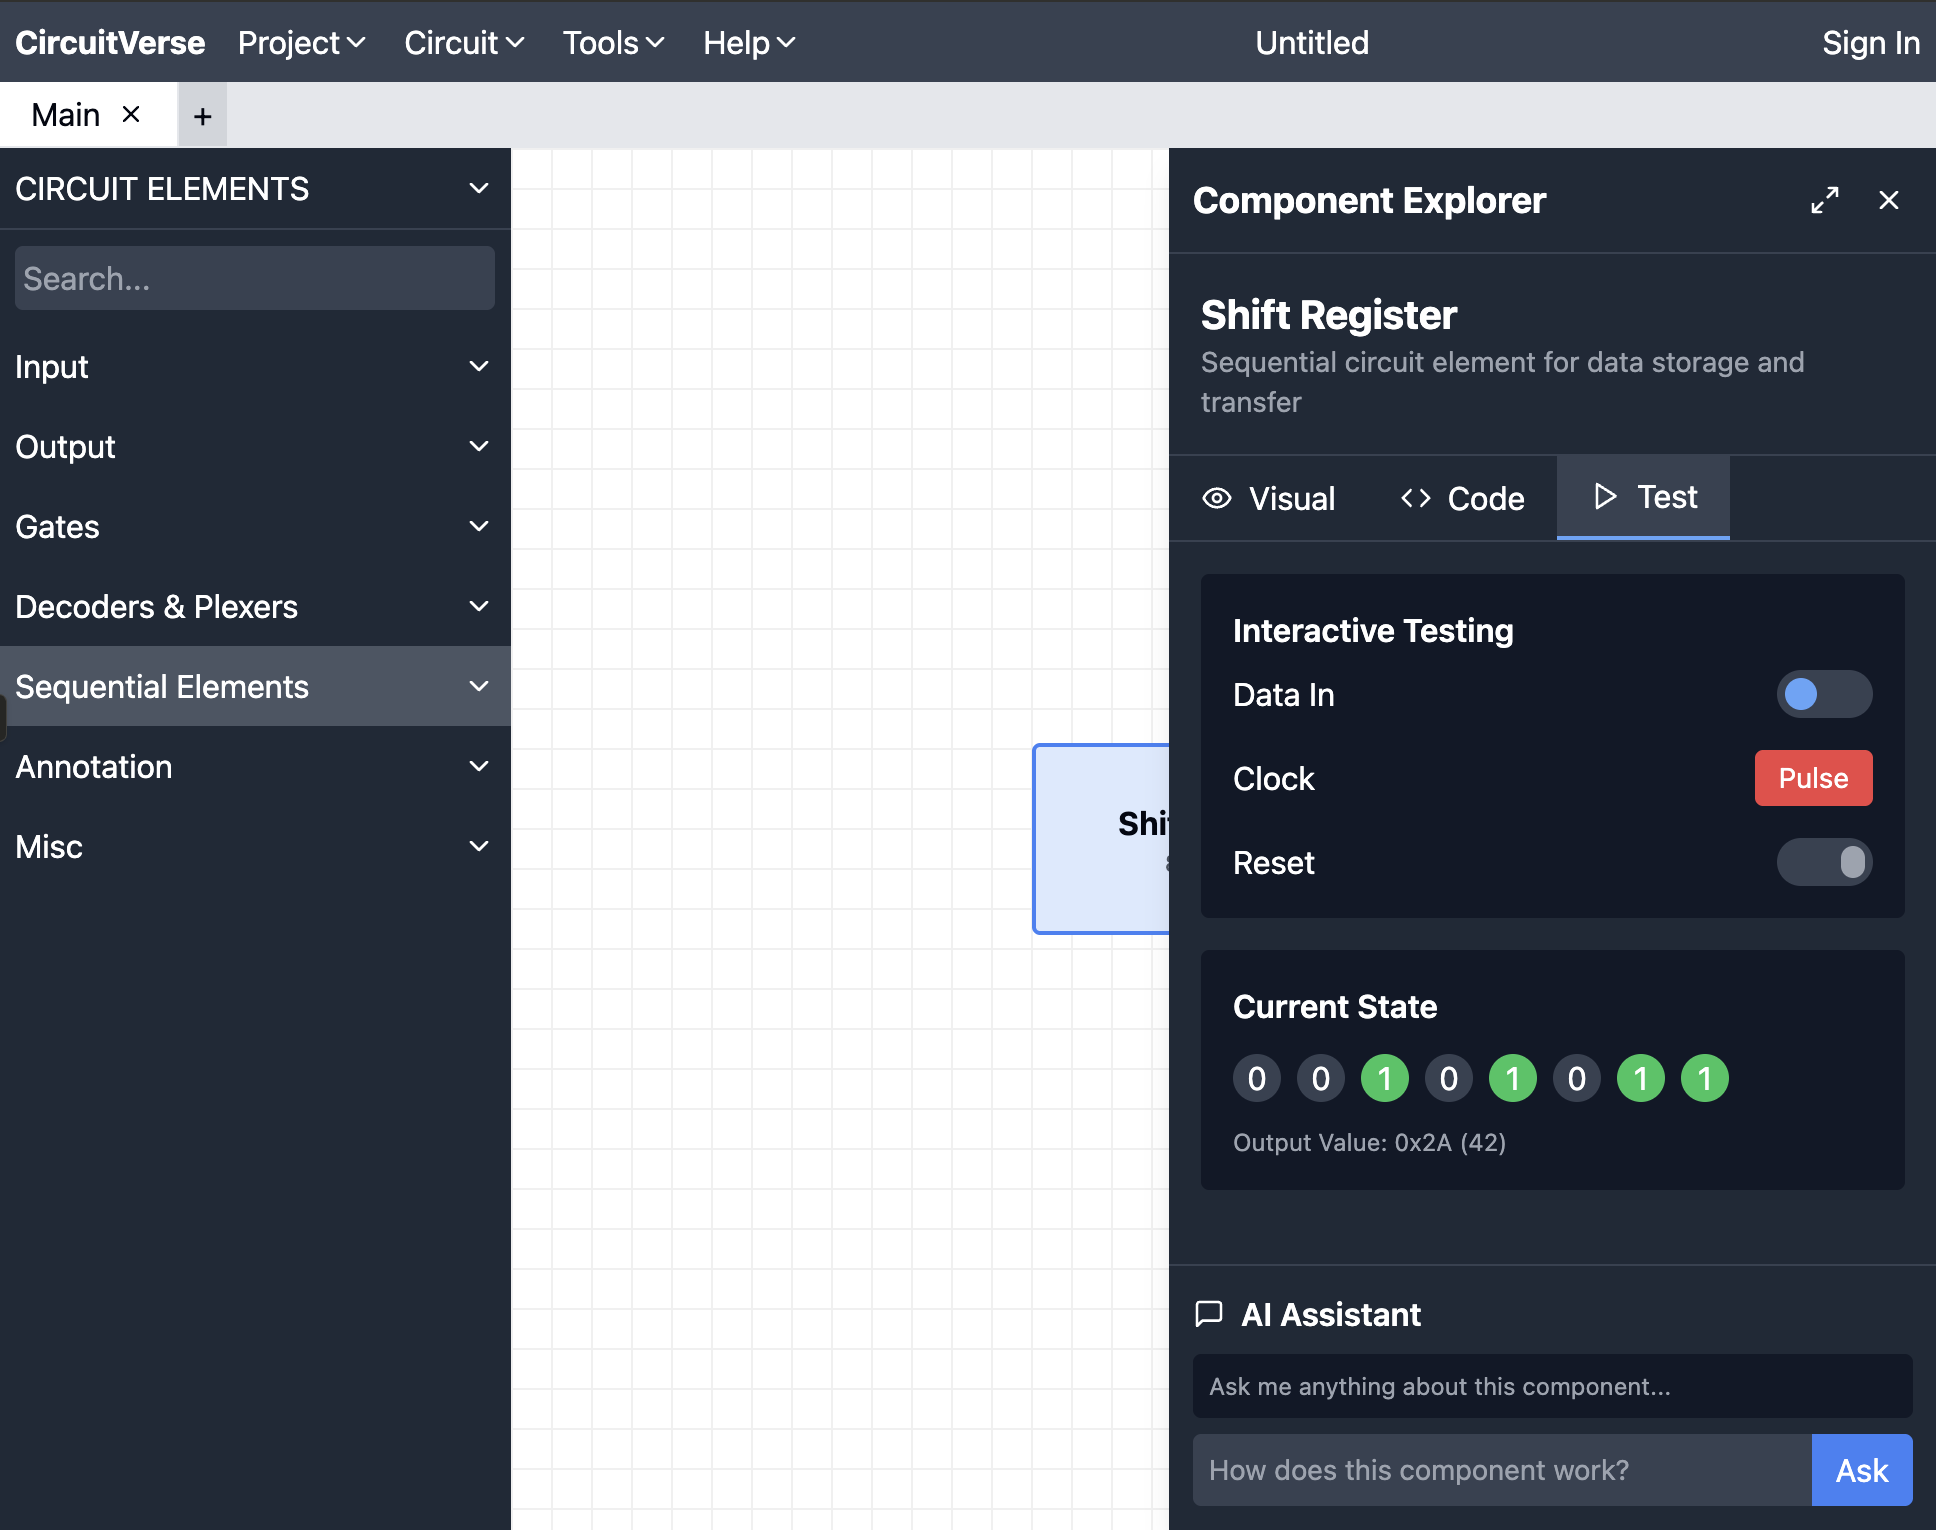 CircuitVerse Project Circuit Tools Help Untitled Sign In
Main
+
CIRCUIT ELEMENTS
Search...
Input
Output
Gates
Decoders & Plexers
Sequential Elements
Annotation
Misc
Component Explorer
Shift Register
Sequential circuit element for data storage and
transfer
Visual Code Test
Interactive Testing
Data In
Clock Pulse
Reset
Current State
0 0 1 0 1 0 1 1
Output Value: 0x2A (42)
AI Assistant
Ask me anything about this component...
How does this component work? Ask